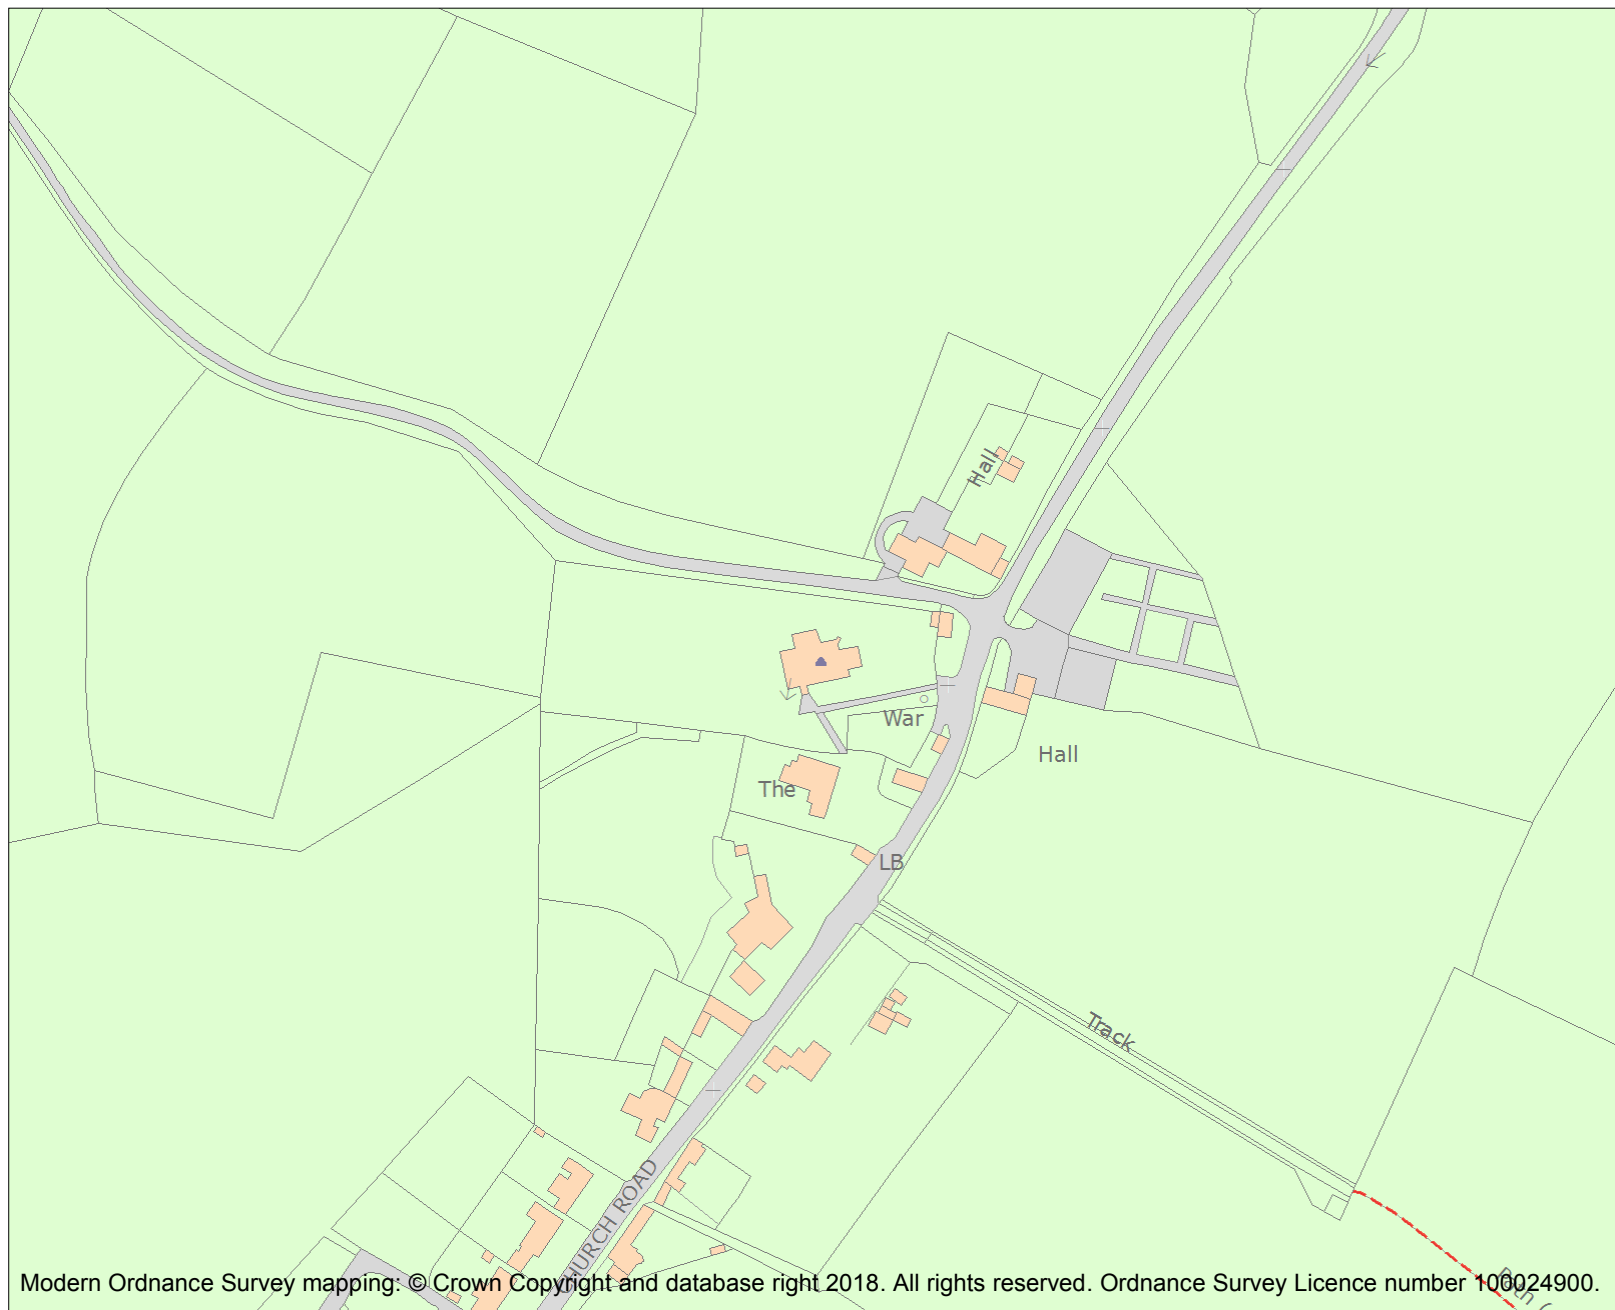 Hall
War
Hall
The
LB
Track
CHURCH ROAD
Path (
Modern Ordnance Survey mapping: © Crown Copyright and database right 2018. All rights reserved. Ordnance Survey Licence number 100024900.